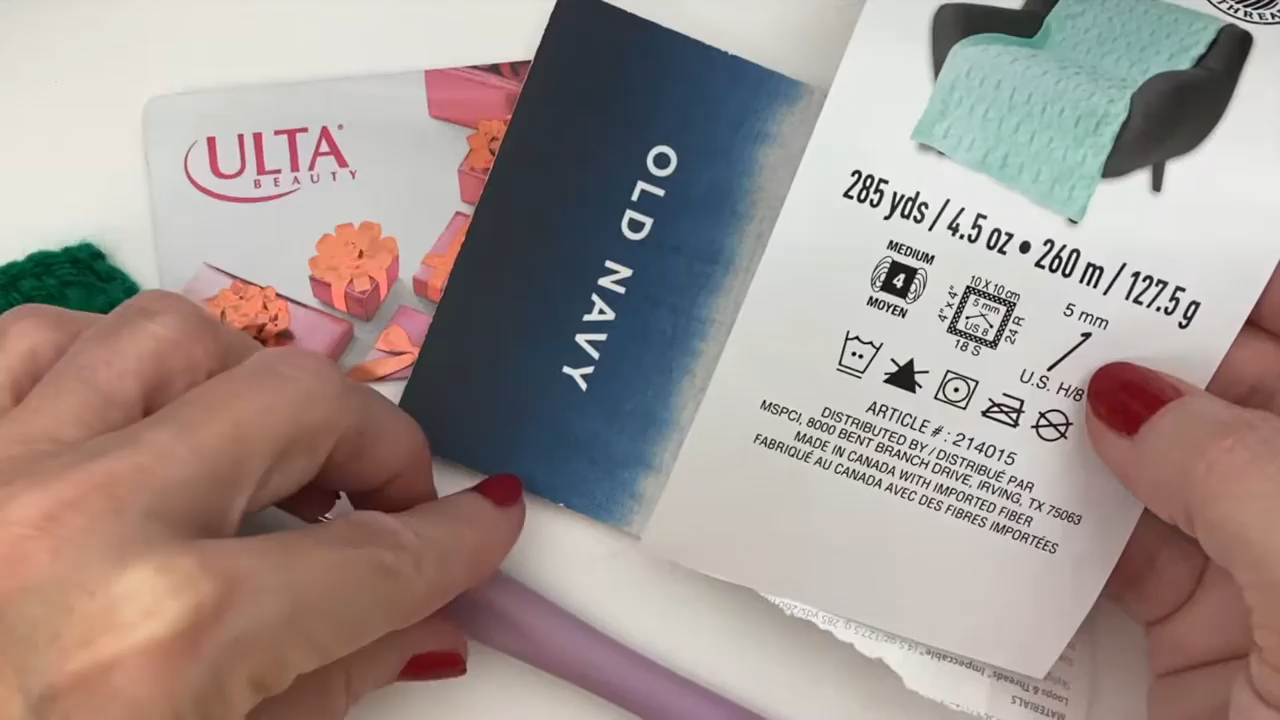 ULTA
BEAUTY
OLD NAVY
THREA
285 yds / 4.5 oz • 260 m / 127.5 g
MEDIUM
4
MOYEN
10 X 10 cm
4" X 4"
5 mm
US 8
24 R
18 S
5 mm
U.S. H/8
ARTICLE # : 214015
DISTRIBUTED BY / DISTRIBUÉ PAR
MSPCI, 8000 BENT BRANCH DRIVE, IRVING, TX 75063
MADE IN CANADA WITH IMPORTED FIBER
FABRIQUÉ AU CANADA AVEC DES FIBRES IMPORTÉES
MATERIALS
Loops & Threads® Impeccable™